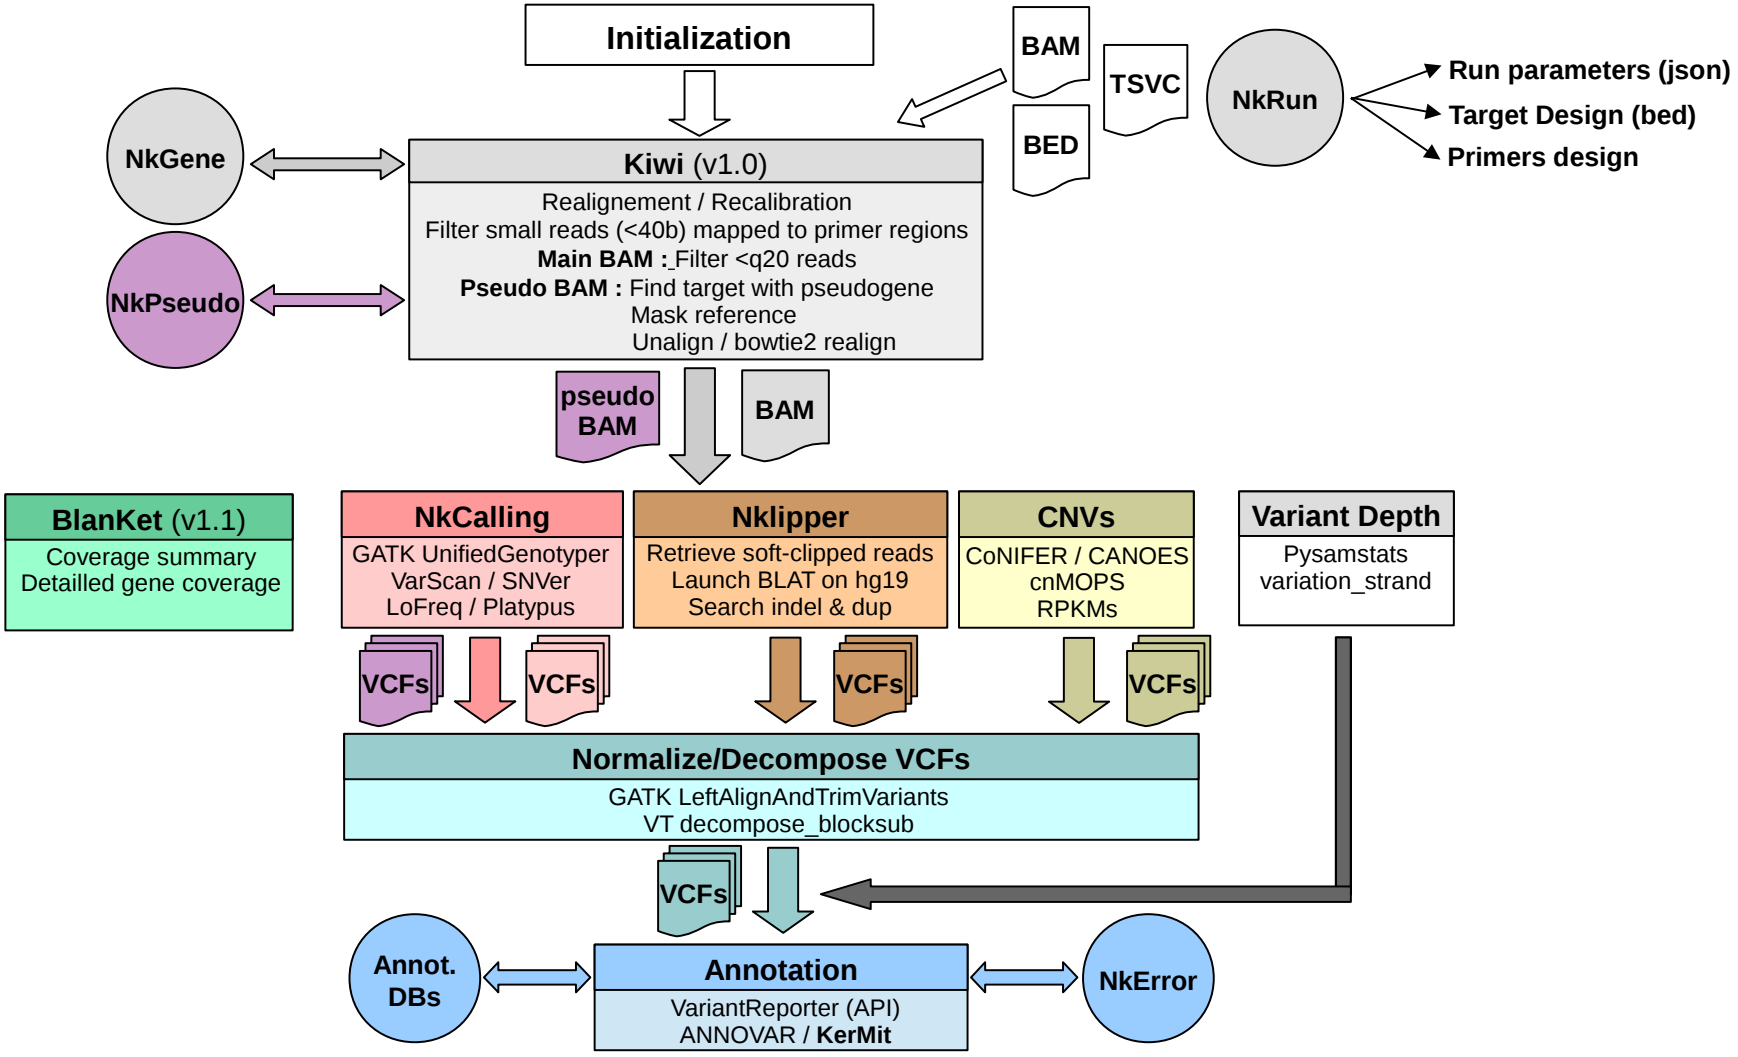 Initialization
BAM
TSVC
BED
NkRun
Run parameters (json)
Target Design (bed)
Primers design
NkGene
NkPseudo
Kiwi (v1.0)
Realignement / Recalibration
Filter small reads (<40b) mapped to primer regions
Main BAM : Filter <q20 reads
Pseudo BAM : Find target with pseudogene
Mask reference
Unalign / bowtie2 realign
pseudo
BAM
BAM
BlanKet (v1.1)
Coverage summary
Detailled gene coverage
NkCalling
GATK UnifiedGenotyper
VarScan / SNVer
LoFreq / Platypus
Nklipper
Retrieve soft-clipped reads
Launch BLAT on hg19
Search indel & dup
CNVs
CoNIFER / CANOES
cnMOPS
RPKMs
Variant Depth
Pysamstats
variation_strand
VCFs
VCFs
VCFs
VCFs
Normalize/Decompose VCFs
GATK LeftAlignAndTrimVariants
VT decompose_blocksub
VCFs
Annot.
DBs
Annotation
VariantReporter (API)
ANNOVAR / KerMit
NkError